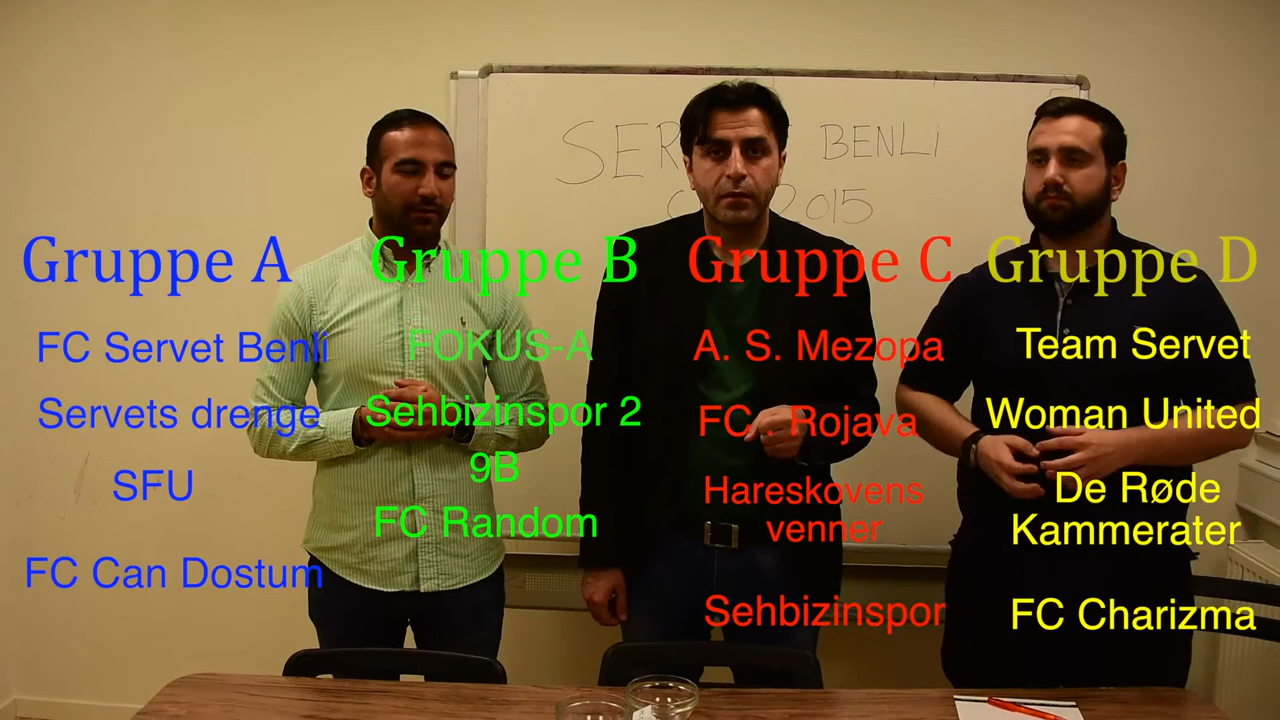 SER BENLI
2015
Gruppe A
FC Servet Benli
Servets drenge
SFU
FC Can Dostum
Gruppe B
FOKUS-A
Sehbizinspor 2
9B
FC Random
Gruppe C
A. S. Mezopa
FC . Rojava
Hareskovens
venner
Sehbizinspor
Gruppe D
Team Servet
Woman United
De Røde
Kammerater
FC Charizma